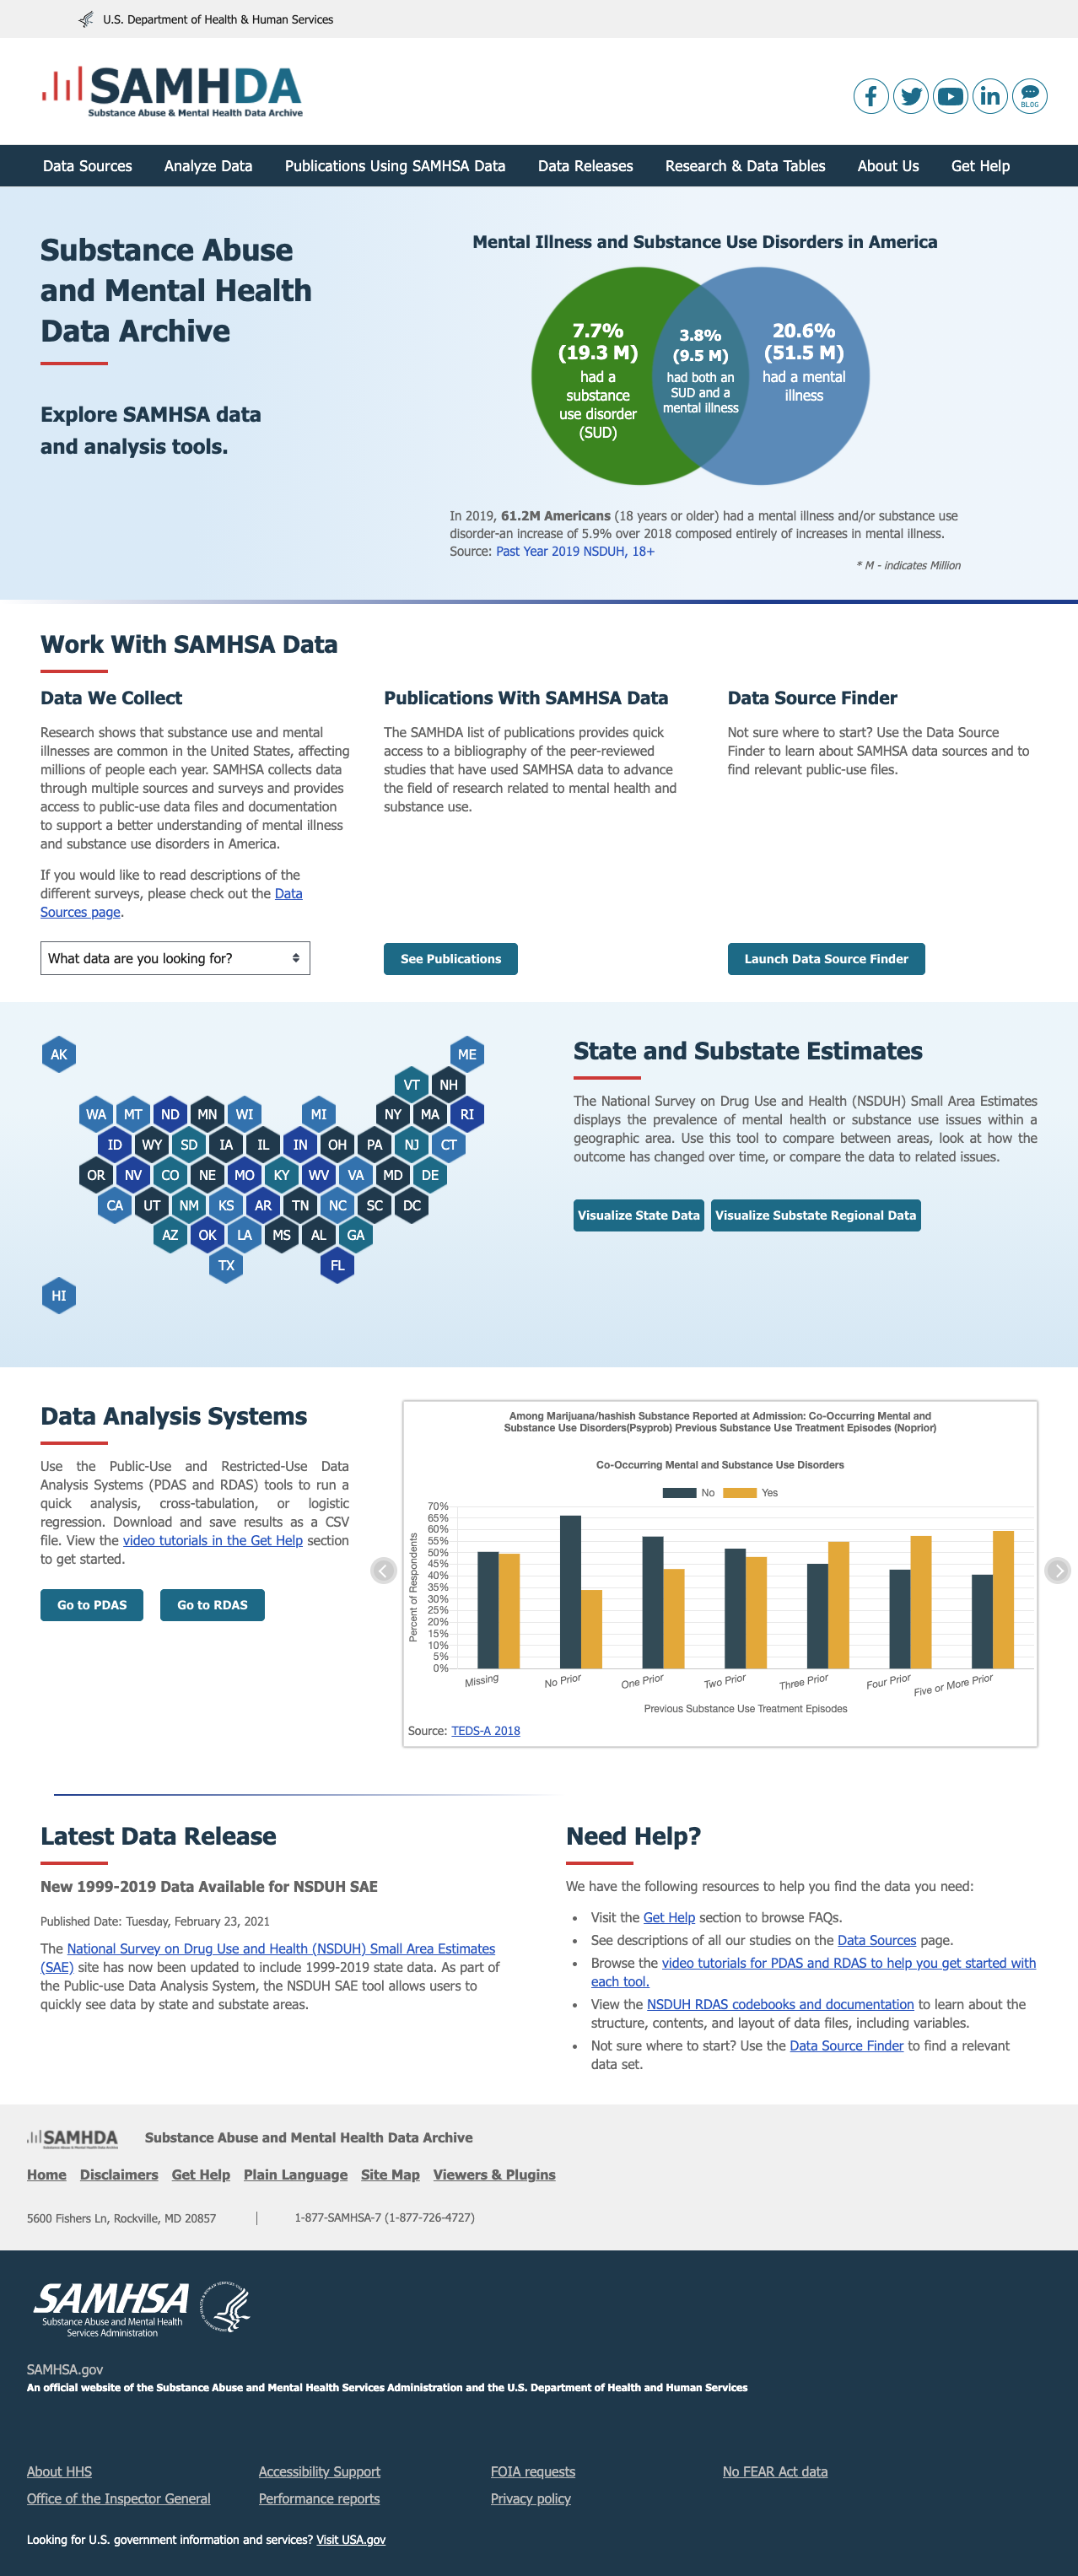 U.S. Department of Health & Human Services
SAMHDA
Substance Abuse & Mental Health Data Archive
BLOG
Data Sources Analyze Data Publications Using SAMHSA Data Data Releases Research & Data Tables About Us Get Help
Substance Abuse
and Mental Health
Data Archive
Explore SAMHSA data
and analysis tools.
Mental Illness and Substance Use Disorders in America
7.7%
(19.3 M)
had a
substance
use disorder
(SUD)
3.8%
(9.5 M)
had both an
SUD and a
mental illness
20.6%
(51.5 M)
had a mental
illness
In 2019, 61.2M Americans (18 years or older) had a mental illness and/or substance use
disorder-an increase of 5.9% over 2018 composed entirely of increases in mental illness.
Source: Past Year 2019 NSDUH, 18+
* M - indicates Million
Work With SAMHSA Data
Data We Collect
Research shows that substance use and mental
illnesses are common in the United States, affecting
millions of people each year. SAMHSA collects data
through multiple sources and surveys and provides
access to public-use data files and documentation
to support a better understanding of mental illness
and substance use disorders in America.
If you would like to read descriptions of the
different surveys, please check out the Data
Sources page.
What data are you looking for?
Publications With SAMHSA Data
The SAMHDA list of publications provides quick
access to a bibliography of the peer-reviewed
studies that have used SAMHSA data to advance
the field of research related to mental health and
substance use.
See Publications
Data Source Finder
Not sure where to start? Use the Data Source
Finder to learn about SAMHSA data sources and to
find relevant public-use files.
Launch Data Source Finder
AK ME
VT NH
WA MT ND MN WI MI NY MA RI
ID WY SD IA IL IN OH PA NJ CT
OR NV CO NE MO KY WV VA MD DE
CA UT NM KS AR TN NC SC DC
AZ OK LA MS AL GA
TX FL
HI
State and Substate Estimates
The National Survey on Drug Use and Health (NSDUH) Small Area Estimates
displays the prevalence of mental health or substance use issues within a
geographic area. Use this tool to compare between areas, look at how the
outcome has changed over time, or compare the data to related issues.
Visualize State Data Visualize Substate Regional Data
Data Analysis Systems
Use the Public-Use and Restricted-Use Data
Analysis Systems (PDAS and RDAS) tools to run a
quick analysis, cross-tabulation, or logistic
regression. Download and save results as a CSV
file. View the video tutorials in the Get Help section
to get started.
Go to PDAS Go to RDAS
Among Marijuana/hashish Substance Reported at Admission: Co-Occurring Mental and
Substance Use Disorders(Psyprob) Previous Substance Use Treatment Episodes (Noprior)
Co-Occurring Mental and Substance Use Disorders
No Yes
Percent of Respondents
70%
65%
60%
55%
50%
45%
40%
35%
30%
25%
20%
15%
10%
5%
0%
Missing No Prior One Prior Two Prior Three Prior Four Prior Five or More Prior
Previous Substance Use Treatment Episodes
Source: TEDS-A 2018
Latest Data Release
New 1999-2019 Data Available for NSDUH SAE
Published Date: Tuesday, February 23, 2021
The National Survey on Drug Use and Health (NSDUH) Small Area Estimates
(SAE) site has now been updated to include 1999-2019 state data. As part of
the Public-use Data Analysis System, the NSDUH SAE tool allows users to
quickly see data by state and substate areas.
Need Help?
We have the following resources to help you find the data you need:
• Visit the Get Help section to browse FAQs.
• See descriptions of all our studies on the Data Sources page.
• Browse the video tutorials for PDAS and RDAS to help you get started with
each tool.
• View the NSDUH RDAS codebooks and documentation to learn about the
structure, contents, and layout of data files, including variables.
• Not sure where to start? Use the Data Source Finder to find a relevant
data set.
SAMHDA
Substance Abuse and Mental Health Data Archive
Home Disclaimers Get Help Plain Language Site Map Viewers & Plugins
5600 Fishers Ln, Rockville, MD 20857 | 1-877-SAMHSA-7 (1-877-726-4727)
SAMHSA
Substance Abuse and Mental Health
Services Administration
SAMHSA.gov
An official website of the Substance Abuse and Mental Health Services Administration and the U.S. Department of Health and Human Services
About HHS Accessibility Support FOIA requests No FEAR Act data
Office of the Inspector General Performance reports Privacy policy
Looking for U.S. government information and services? Visit USA.gov